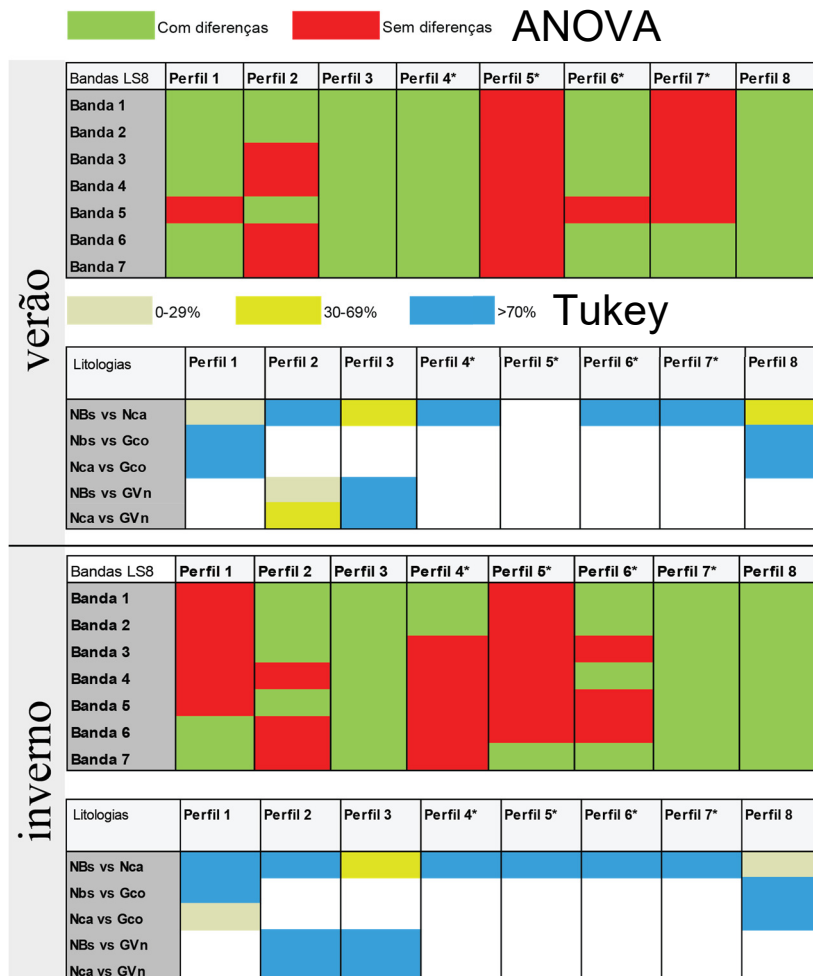 Com diferenças Sem diferenças ANOVA
verão
Bandas LS8 Perfil 1 Perfil 2 Perfil 3 Perfil 4* Perfil 5* Perfil 6* Perfil 7* Perfil 8
Banda 1
Banda 2
Banda 3
Banda 4
Banda 5
Banda 6
Banda 7
0-29% 30-69% >70% Tukey
Litologias Perfil 1 Perfil 2 Perfil 3 Perfil 4* Perfil 5* Perfil 6* Perfil 7* Perfil 8
NBs vs Nca
Nbs vs Gco
Nca vs Gco
NBs vs GVn
Nca vs GVn
inverno
Bandas LS8 Perfil 1 Perfil 2 Perfil 3 Perfil 4* Perfil 5* Perfil 6* Perfil 7* Perfil 8
Banda 1
Banda 2
Banda 3
Banda 4
Banda 5
Banda 6
Banda 7
Litologias Perfil 1 Perfil 2 Perfil 3 Perfil 4* Perfil 5* Perfil 6* Perfil 7* Perfil 8
NBs vs Nca
Nbs vs Gco
Nca vs Gco
NBs vs GVn
Nca vs GVn